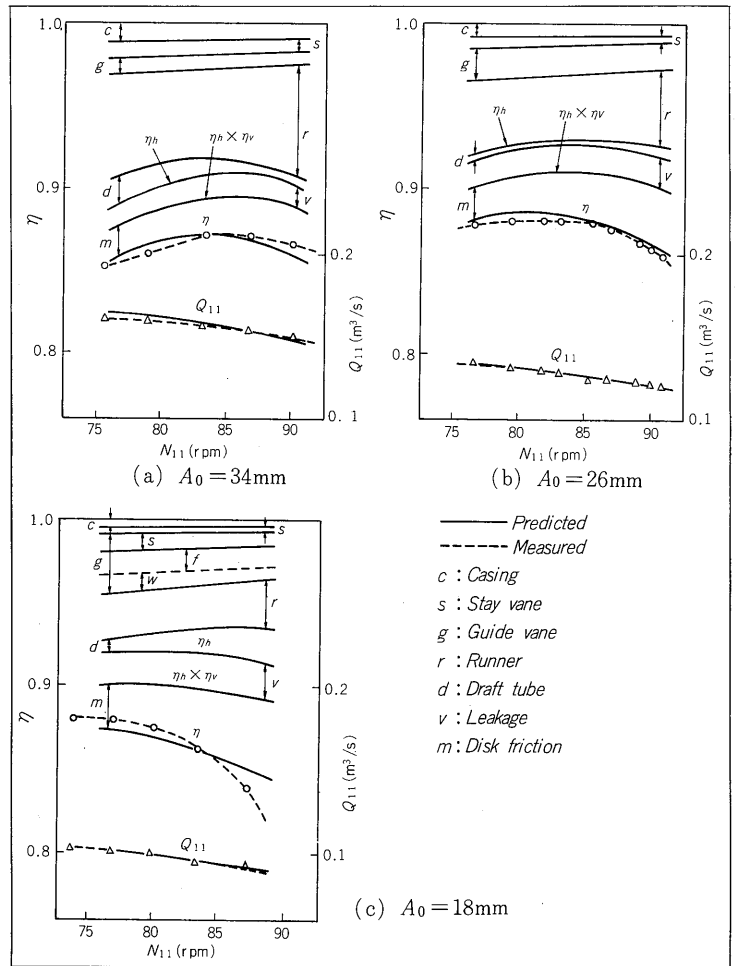 1.0
0.9
0.8
η
c
s
g
r
ηh
ηh × ηv
d
v
m
η
Q11
0.2
0.1
Q11 (m³/s)
75 80 85 90
N11 (rpm)
(a) A0 = 34mm
1.0
0.9
0.8
η
c
s
g
r
ηh
ηh × ηv
d
v
m
η
Q11
0.2
0.1
Q11 (m³/s)
75 80 85 90
N11 (rpm)
(b) A0 = 26mm
1.0
0.9
0.8
η
c
s
s
g
f
w
r
d
ηh
ηh × ηv
v
m
η
Q11
0.2
0.1
Q11 (m³/s)
75 80 85 90
N11 (rpm)
(c) A0 = 18mm
Predicted
Measured
c : Casing
s : Stay vane
g : Guide vane
r : Runner
d : Draft tube
v : Leakage
m : Disk friction